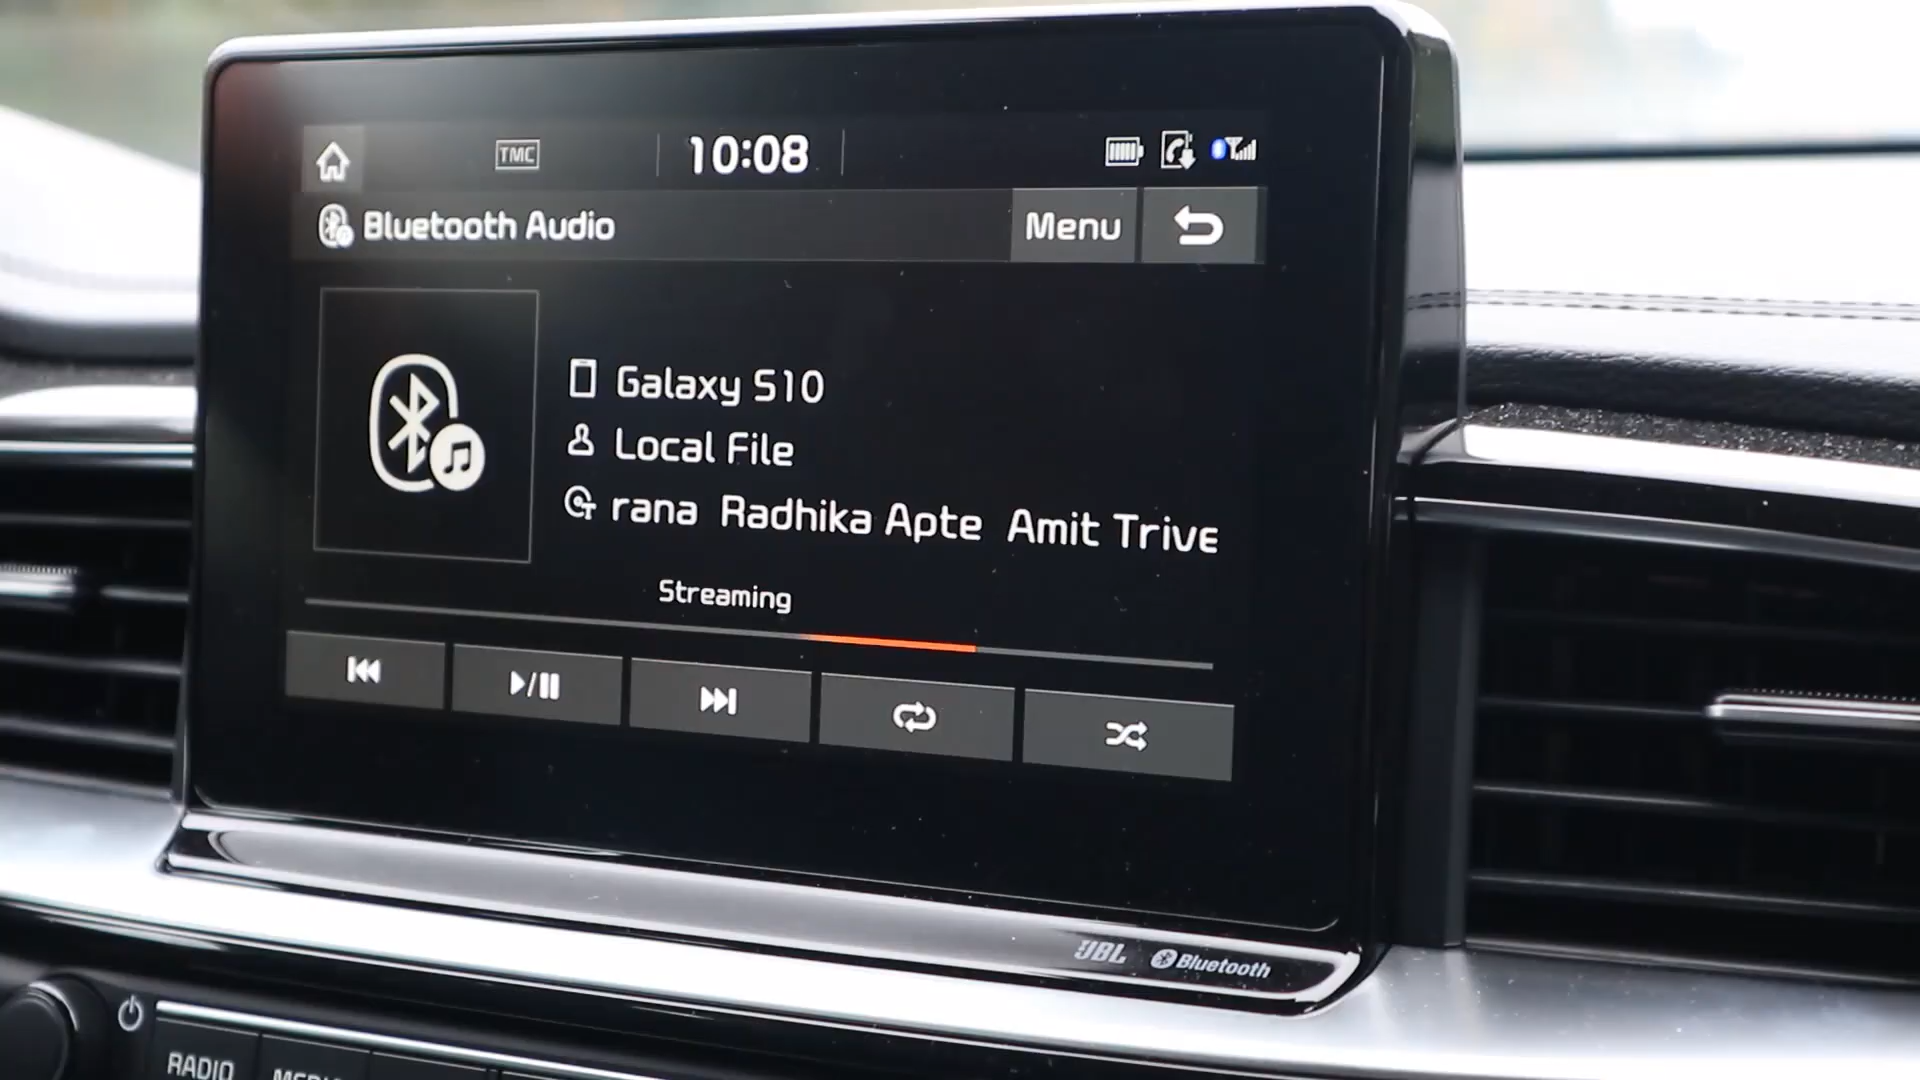 TMC 10:08
Bluetooth Audio Menu
Galaxy S10
Local File
rana Radhika Apte Amit Trive
Streaming
JBL Bluetooth
RADIO